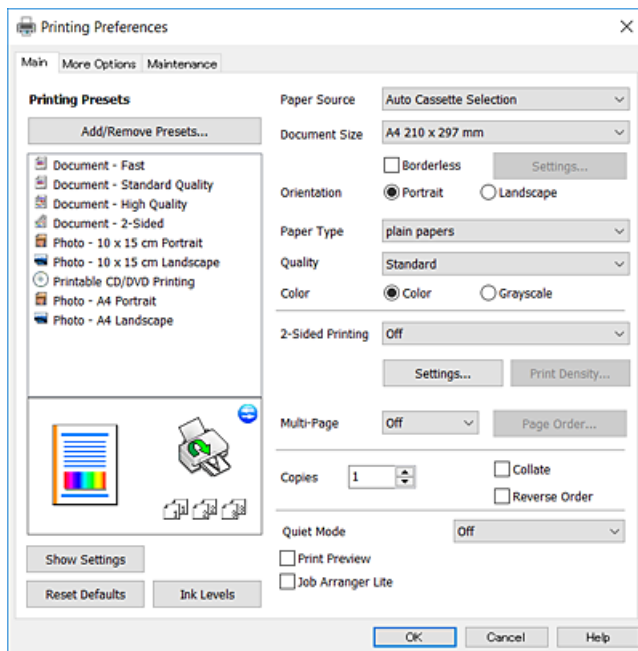 Printing Preferences
Main More Options Maintenance
Printing Presets
Add/Remove Presets...
Document - Fast
Document - Standard Quality
Document - High Quality
Document - 2-Sided
Photo - 10 x 15 cm Portrait
Photo - 10 x 15 cm Landscape
Printable CD/DVD Printing
Photo - A4 Portrait
Photo - A4 Landscape
Show Settings
Reset Defaults Ink Levels
Paper Source Auto Cassette Selection
Document Size A4 210 x 297 mm
Borderless Settings...
Orientation Portrait Landscape
Paper Type plain papers
Quality Standard
Color Color Grayscale
2-Sided Printing Off
Settings... Print Density...
Multi-Page Off Page Order...
Copies 1 Collate
Reverse Order
Quiet Mode Off
Print Preview
Job Arranger Lite
OK Cancel Help